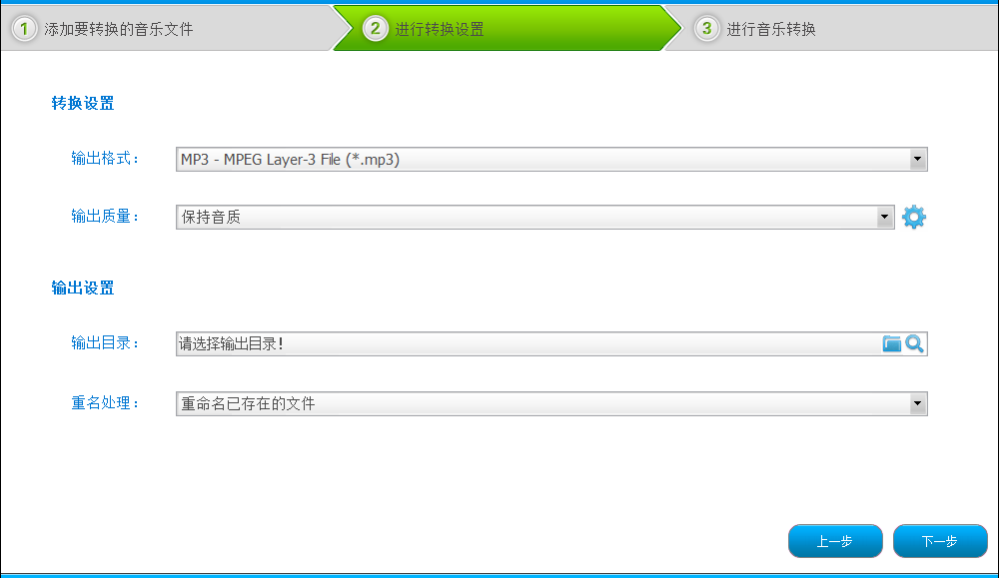 1 添加要转换的音乐文件 2 进行转换设置 3 进行音乐转换
转换设置
输出格式： MP3 - MPEG Layer-3 File (*.mp3)
输出质量： 保持音质
输出设置
输出目录： 请选择输出目录！
重名处理： 重命名已存在的文件
上一步 下一步